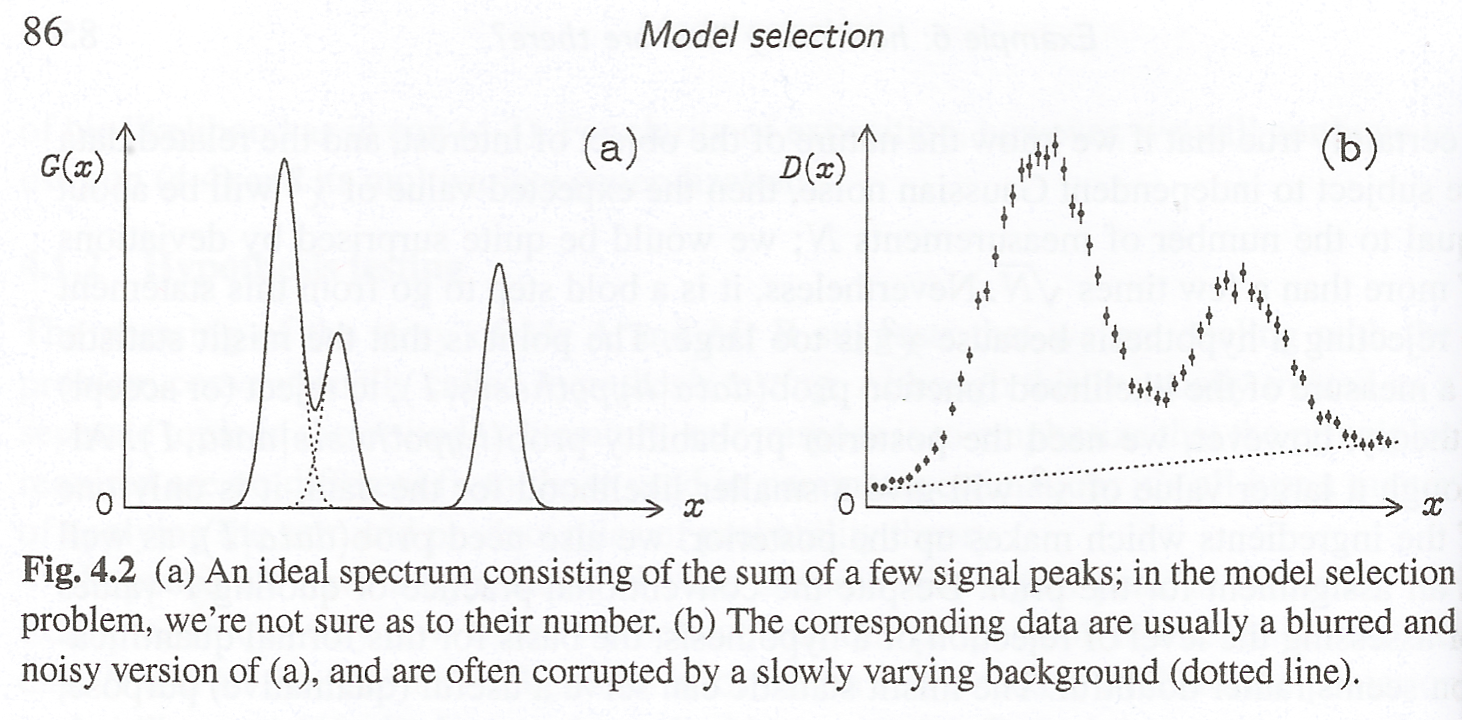 86
Model selection
G(x)
(a)
0
x
D(x)
(b)
0
x
Fig. 4.2 (a) An ideal spectrum consisting of the sum of a few signal peaks; in the model selection
problem, we're not sure as to their number. (b) The corresponding data are usually a blurred and
noisy version of (a), and are often corrupted by a slowly varying background (dotted line).